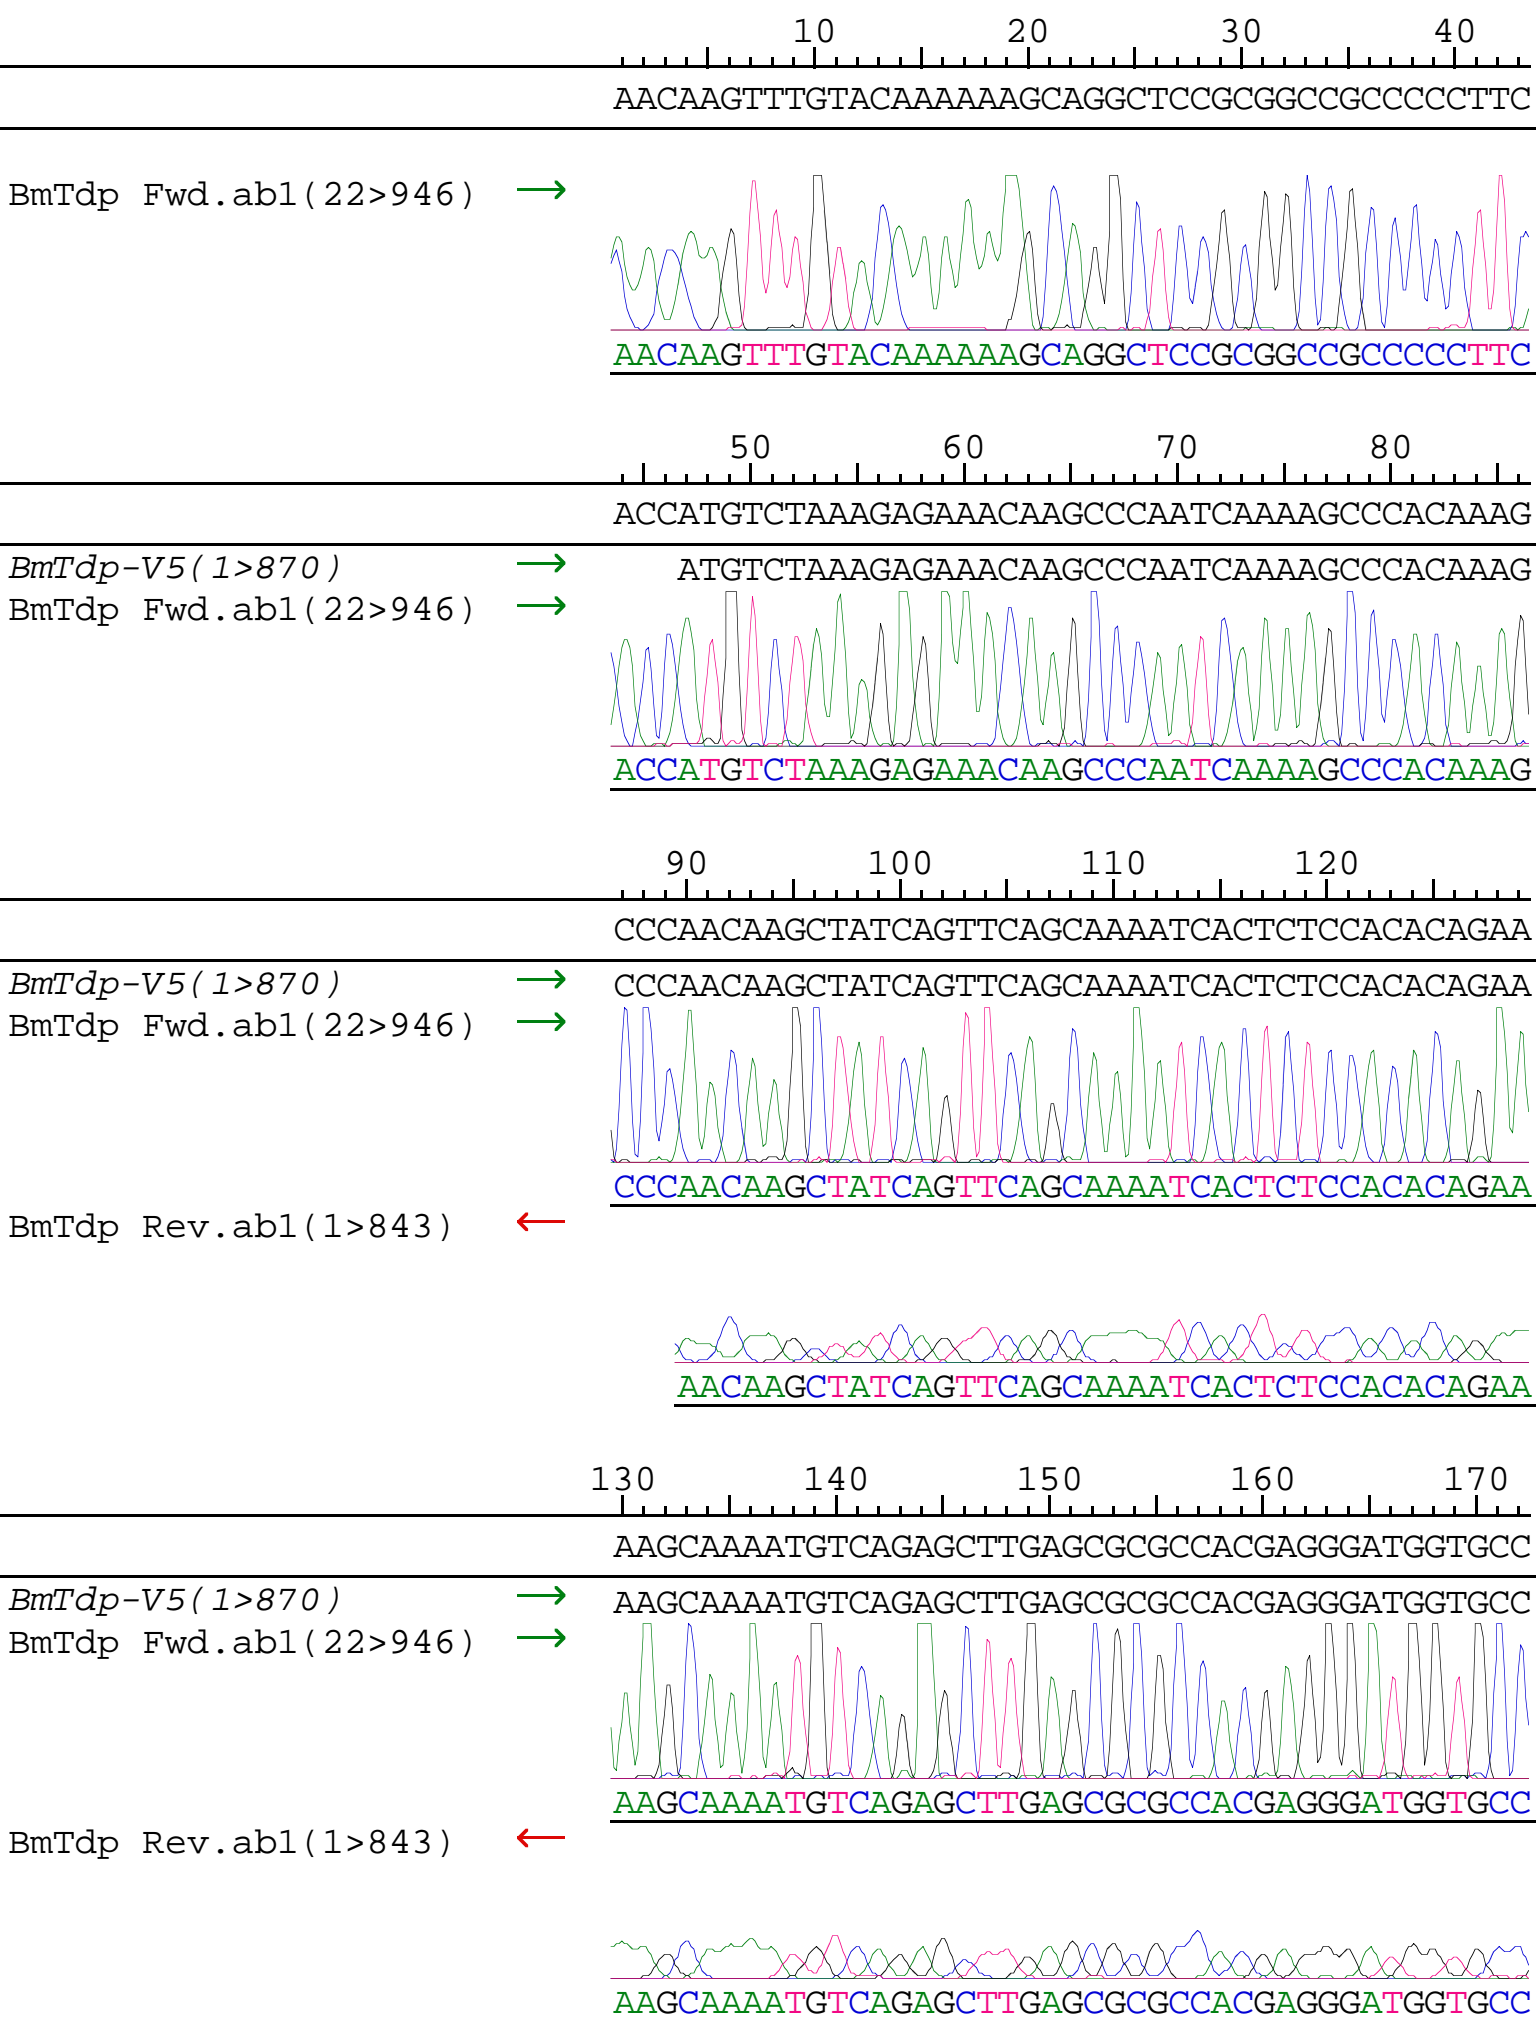 10 20 30 40
AACAAGTTTGTACAAAAAAGCAGGCTCCGCGGCCGCCCCCTTC
BmTdp Fwd.ab1(22>946) →
AACAAGTTTGTACAAAAAAGCAGGCTCCGCGGCCGCCCCCTTC
50 60 70 80
ACCATGTCTAAAGAGAAACAAGCCCAATCAAAAGCCCACAAAG
BmTdp-V5(1>870) → ATGTCTAAAGAGAAACAAGCCCAATCAAAAGCCCACAAAG
BmTdp Fwd.ab1(22>946) →
ACCATGTCTAAAGAGAAACAAGCCCAATCAAAAGCCCACAAAG
90 100 110 120
CCCAACAAGCTATCAGTTCAGCAAAATCACTCTCCACACAGAA
BmTdp-V5(1>870) → CCCAACAAGCTATCAGTTCAGCAAAATCACTCTCCACACAGAA
BmTdp Fwd.ab1(22>946) →
CCCAACAAGCTATCAGTTCAGCAAAATCACTCTCCACACAGAA
BmTdp Rev.ab1(1>843) ←
AACAAGCTATCAGTTCAGCAAAATCACTCTCCACACAGAA
130 140 150 160 170
AAGCAAAATGTCAGAGCTTGAGCGCGCCACGAGGGATGGTGCC
BmTdp-V5(1>870) → AAGCAAAATGTCAGAGCTTGAGCGCGCCACGAGGGATGGTGCC
BmTdp Fwd.ab1(22>946) →
AAGCAAAATGTCAGAGCTTGAGCGCGCCACGAGGGATGGTGCC
BmTdp Rev.ab1(1>843) ←
AAGCAAAATGTCAGAGCTTGAGCGCGCCACGAGGGATGGTGCC